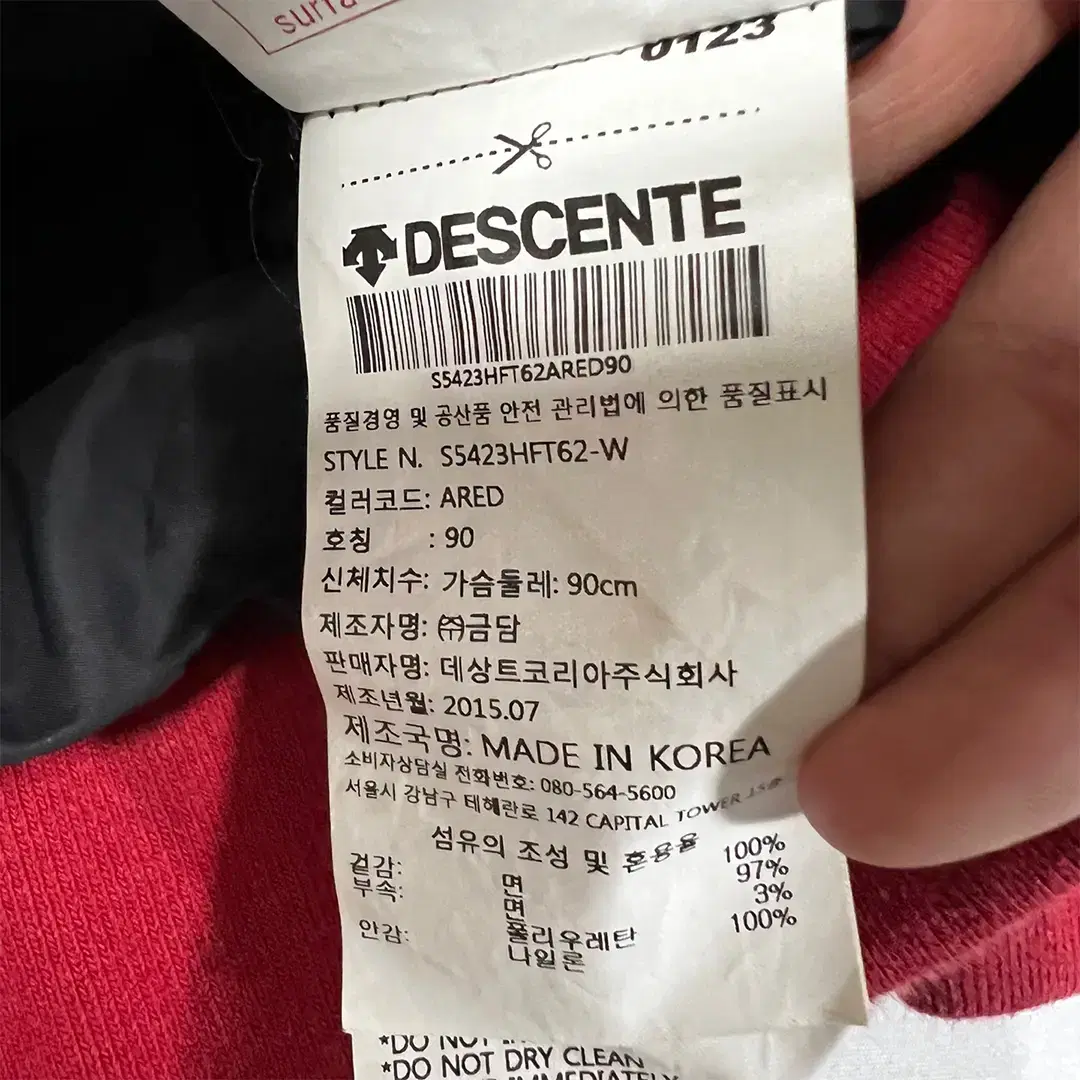 surfa
0123
DESCENTE
S5423HFT62ARED90
품질경영 및 공산품 안전 관리법에 의한 품질표시
STYLE N. S5423HFT62-W
컬러코드: ARED
호칭 : 90
신체치수: 가슴둘레: 90cm
제조자명: ㈜금담
판매자명: 데상트코리아주식회사
제조년월: 2015.07
제조국명: MADE IN KOREA
소비자상담실 전화번호: 080-564-5600
서울시 강남구 테헤란로 142 CAPITAL TOWER 15층
섬유의 조성 및 혼용율
겉감: 면 100%
부속: 면 97%
폴리우레탄 3%
안감: 나일론 100%
*DO NOT
*DO NOT DRY CLEAN
IMMEDIATELY